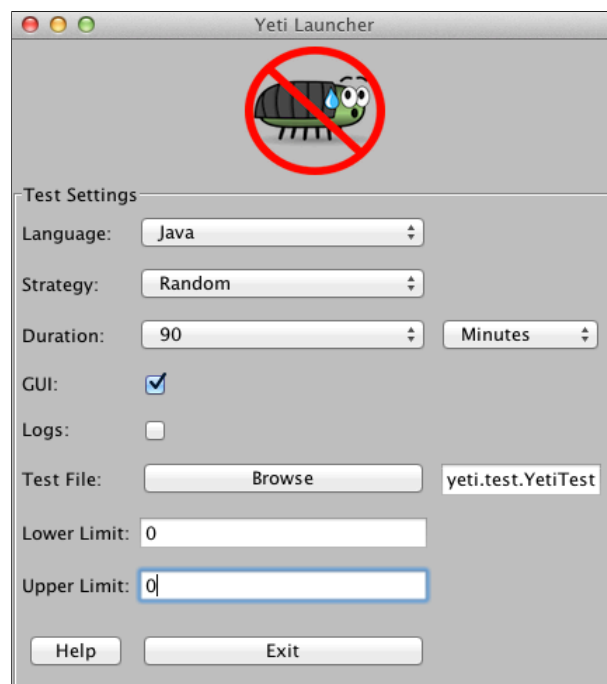 Yeti Launcher
Test Settings
Language: Java
Strategy: Random
Duration: 90 Minutes
GUI:
Logs:
Test File: Browse yeti.test.YetiTest
Lower Limit: 0
Upper Limit: 0
Help Exit